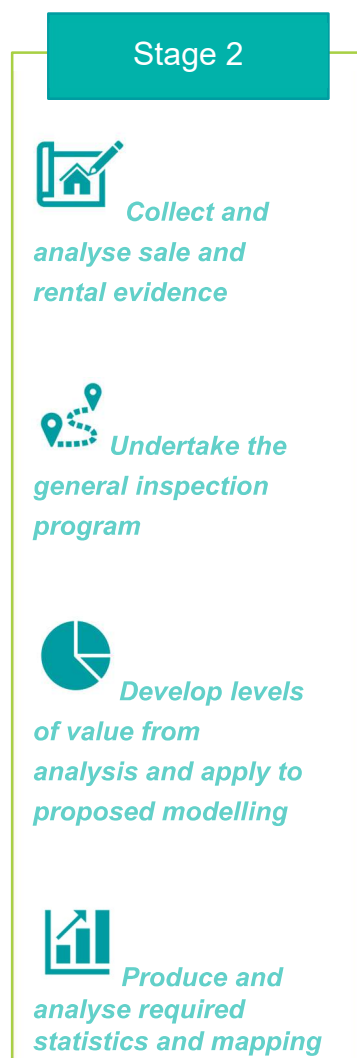 Stage 2
Collect and
analyse sale and
rental evidence
Undertake the
general inspection
program
Develop levels
of value from
analysis and apply to
proposed modelling
Produce and
analyse required
statistics and mapping